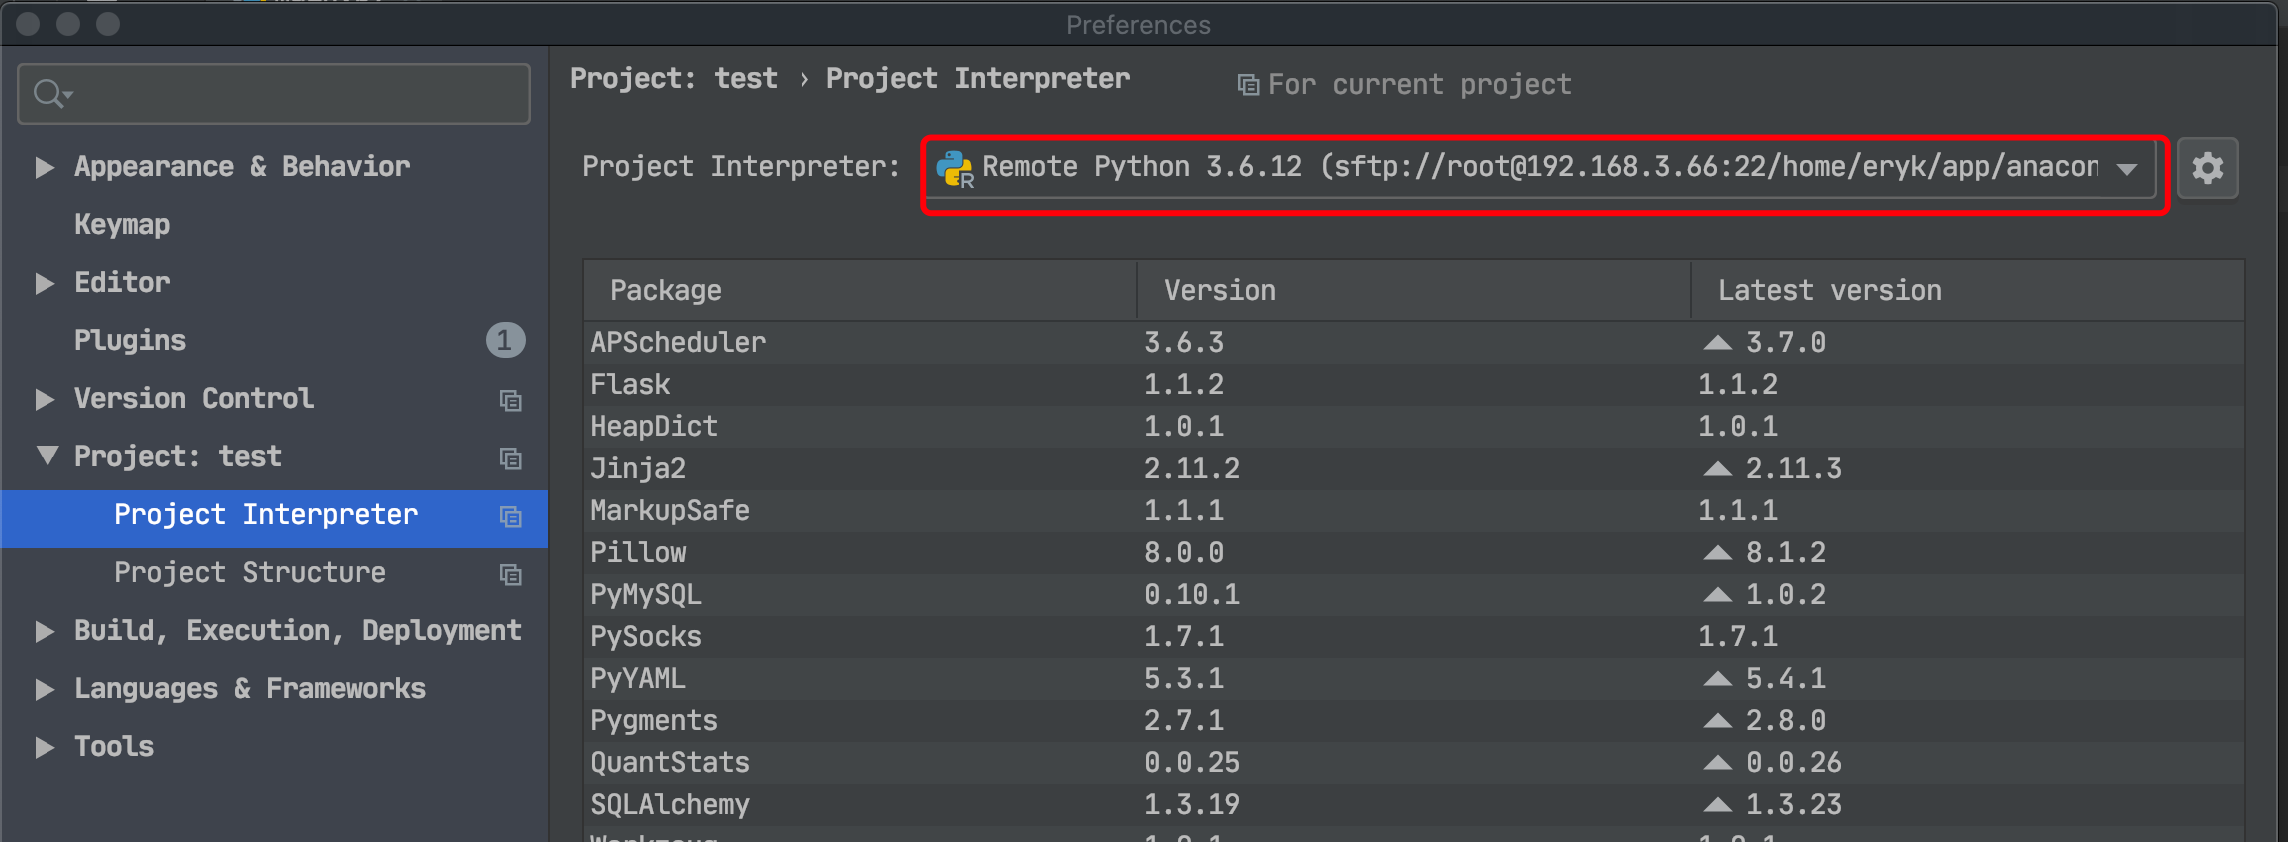 Preferences
Project: test › Project Interpreter
For current project
Project Interpreter:
Remote Python 3.6.12 (sftp://root@192.168.3.66:22/home/eryk/app/anacon
Appearance & Behavior
Keymap
Editor
Plugins 1
Version Control
Project: test
Project Interpreter
Project Structure
Build, Execution, Deployment
Languages & Frameworks
Tools
Package Version Latest version
APScheduler 3.6.3 3.7.0
Flask 1.1.2 1.1.2
HeapDict 1.0.1 1.0.1
Jinja2 2.11.2 2.11.3
MarkupSafe 1.1.1 1.1.1
Pillow 8.0.0 8.1.2
PyMySQL 0.10.1 1.0.2
PySocks 1.7.1 1.7.1
PyYAML 5.3.1 5.4.1
Pygments 2.7.1 2.8.0
QuantStats 0.0.25 0.0.26
SQLAlchemy 1.3.19 1.3.23